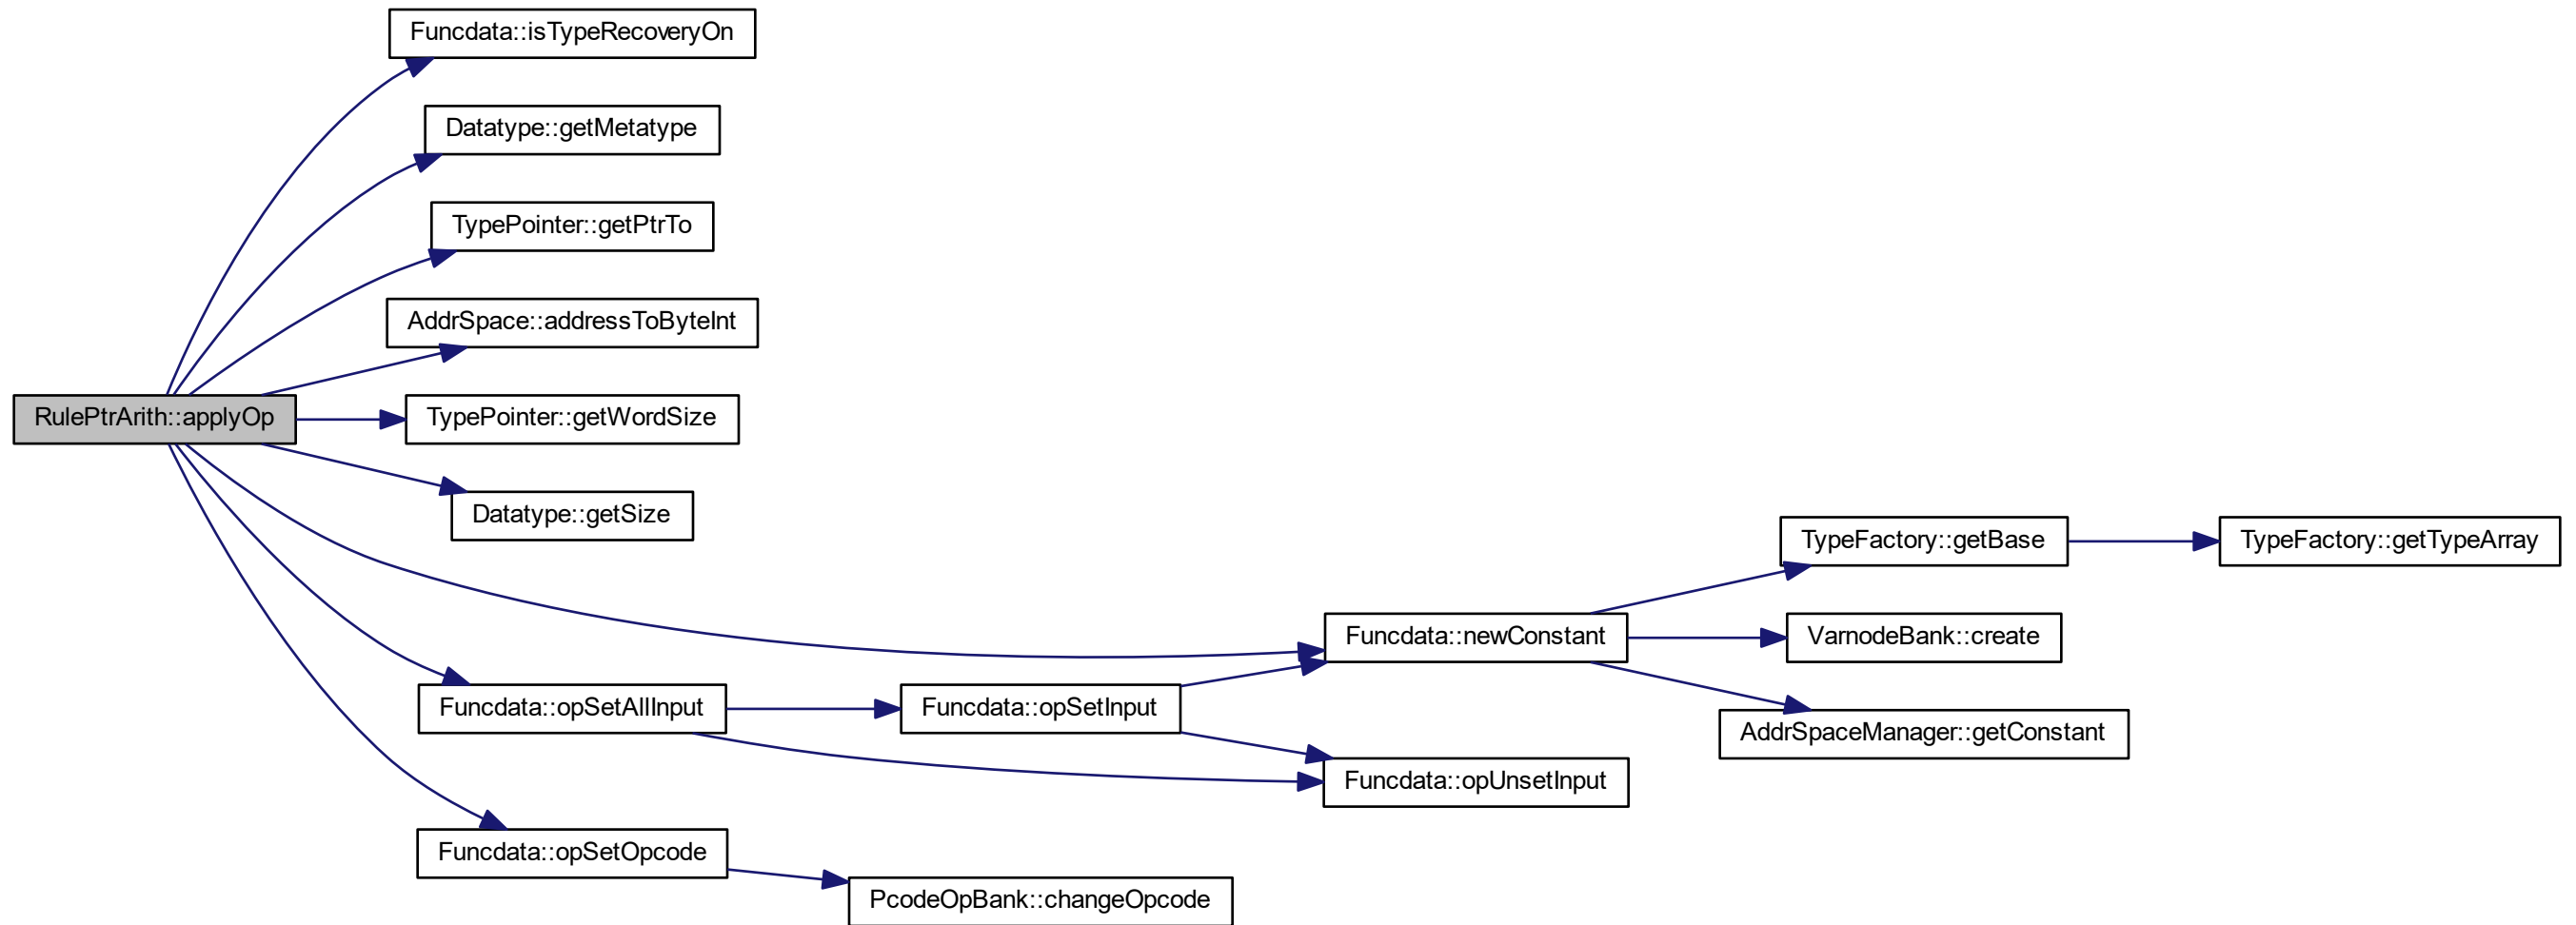 Funcdata::isTypeRecoveryOn
Datatype::getMetatype
TypePointer::getPtrTo
AddrSpace::addressToByteInt
RulePtrArith::applyOp
TypePointer::getWordSize
Datatype::getSize
TypeFactory::getBase
TypeFactory::getTypeArray
Funcdata::newConstant
VarnodeBank::create
Funcdata::opSetAllInput
Funcdata::opSetInput
AddrSpaceManager::getConstant
Funcdata::opUnsetInput
Funcdata::opSetOpcode
PcodeOpBank::changeOpcode